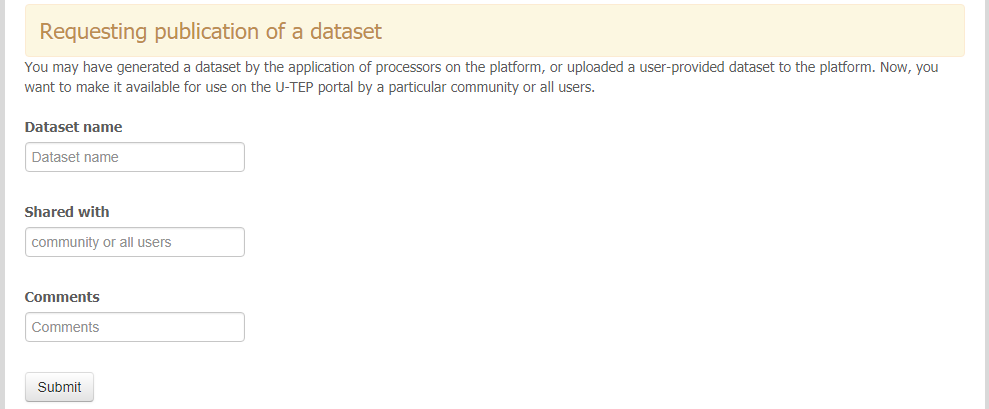 Requesting publication of a dataset
You may have generated a dataset by the application of processors on the platform, or uploaded a user-provided dataset to the platform. Now, you
want to make it available for use on the U-TEP portal by a particular community or all users.
Dataset name
Dataset name
Shared with
community or all users
Comments
Comments
Submit